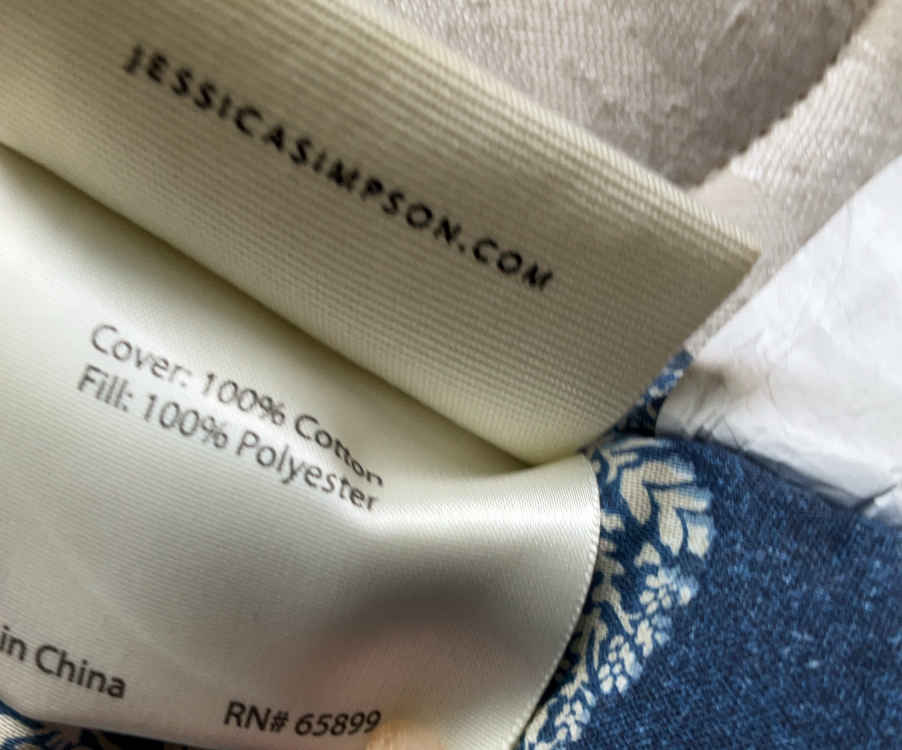 JESSICASIMPSON.COM
Cover: 100% Cotton
Fill: 100% Polyester
in China
RN# 65899